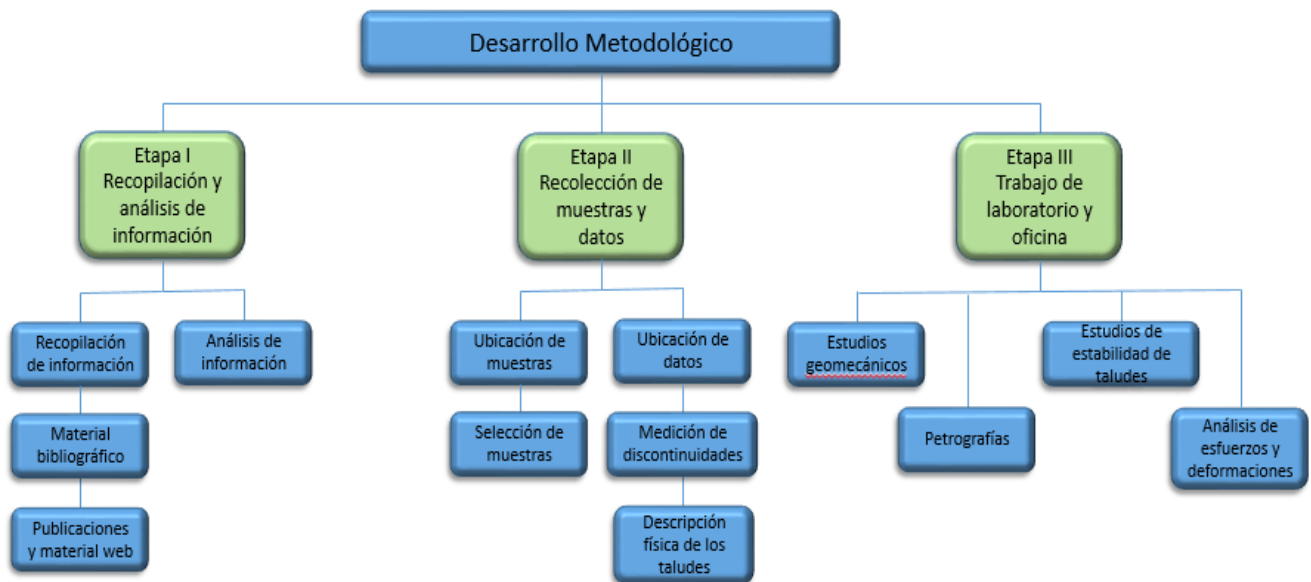 Desarrollo Metodológico
Etapa I
Recopilación y
análisis de
información
Etapa II
Recolección de
muestras y
datos
Etapa III
Trabajo de
laboratorio y
oficina
Recopilación
de información
Análisis de
información
Material
bibliográfico
Publicaciones
y material web
Ubicación de
muestras
Selección de
muestras
Ubicación de
datos
Medición de
discontinuidades
Descripción
física de los
taludes
Estudios
geomecánicos
Petrografías
Estudios de
estabilidad de
taludes
Análisis de
esfuerzos y
deformaciones